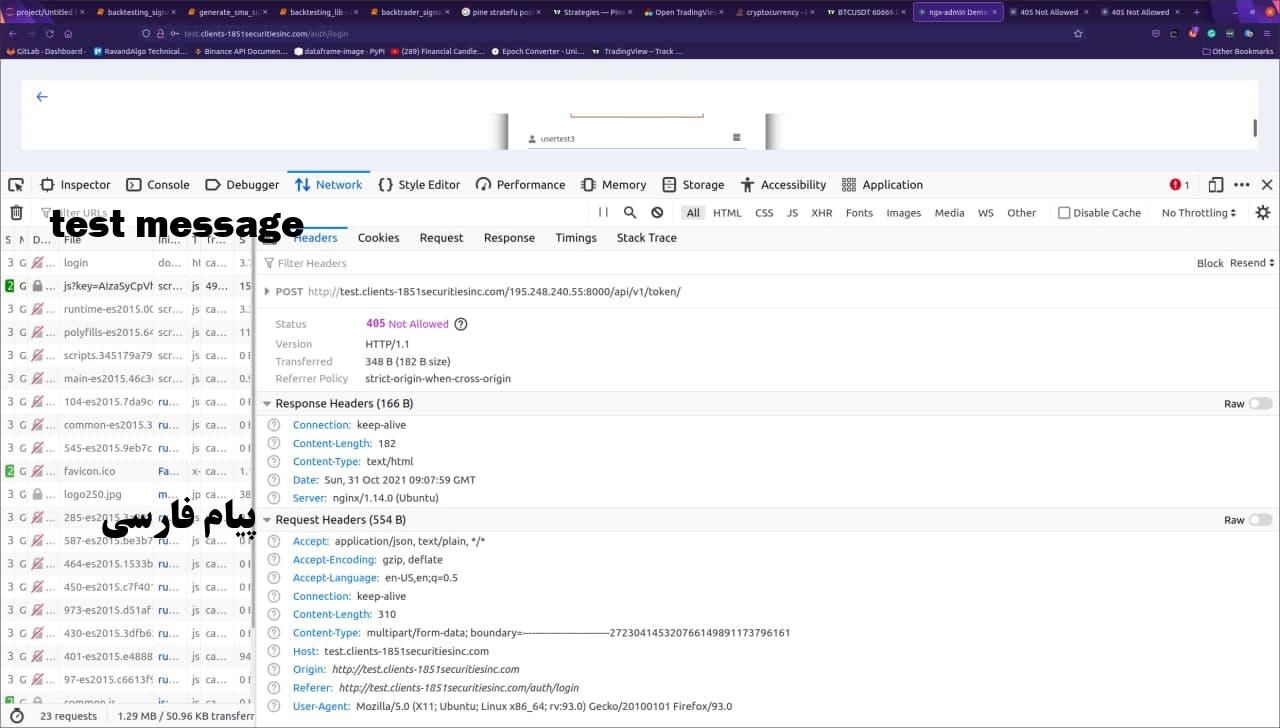 project/Untitled F
backtesting_sma
generate_sma_si
backtesting_lib -
backtrader_signa
pine stratefu pos
Strategies — Pine
Open TradingVie
cryptocurrency -
BTCUSDT 60669.
ngx-admin Demo
405 Not Allowed
405 Not Allowed
test.clients-1851securitiesinc.com/auth/login
GitLab - Dashboard
RavandAlgo Technical...
Binance API Documen...
dataframe-image · PyPI
(289) Financial Candle...
Epoch Converter - Uni...
TradingView – Track ...
Other Bookmarks
usertest3
Inspector
Console
Debugger
Network
Style Editor
Performance
Memory
Storage
Accessibility
Application
1
Filter URLs
All HTML CSS JS XHR Fonts Images Media WS Other
Disable Cache
No Throttling
test message
S
D...
File
Ini...
T
Tr...
S
Headers Cookies Request Response Timings Stack Trace
3 G ... login do... ht ca... 3.
Filter Headers
Block
Resend
2 G ... js?key=AIzaSyCpVh scr... js 49... 15
3 G ... runtime-es2015.00 scr... js ca... 3.
3 G ... polyfills-es2015.64 scr... js ca... 11
3 G ... scripts.345179a79 scr... js ca... 0
3 G ... main-es2015.46c3 scr... js ca... 0.
3 G ... 104-es2015.7da9c ru... js ca... 0
3 G ... common-es2015.3 ru... js ca... 0
3 G ... 545-es2015.9eb7c ru... js ca... 0
2 G ... favicon.ico Fa... x- ca... 1.
3 G ... logo250.jpg m... jp ca... 38
3 G ... 285-es2015.
پیام فارسی
3 G ... 587-es2015.be3b7 ru... js ca... 0
3 G ... 464-es2015.1533b ru... js ca... 0
3 G ... 450-es2015.c7f401 ru... js ca... 0
3 G ... 973-es2015.d51af ru... js ca... 0
3 G ... 430-es2015.3dfb6 ru... js ca... 0
3 G ... 401-es2015.e4888 ru... js ca... 94
3 G ... 97-es2015.c6613f ru... js ca... 0
common.js
23 requests
1.29 MB / 50.96 KB transferr
POST http://test.clients-1851securitiesinc.com/195.248.240.55:8000/api/v1/token/
Status 405 Not Allowed
Version HTTP/1.1
Transferred 348 B (182 B size)
Referrer Policy strict-origin-when-cross-origin
Response Headers (166 B)
Raw
Connection: keep-alive
Content-Length: 182
Content-Type: text/html
Date: Sun, 31 Oct 2021 09:07:59 GMT
Server: nginx/1.14.0 (Ubuntu)
Request Headers (554 B)
Raw
Accept: application/json, text/plain, */*
Accept-Encoding: gzip, deflate
Accept-Language: en-US,en;q=0.5
Connection: keep-alive
Content-Length: 310
Content-Type: multipart/form-data; boundary=---------------------------272304145320766149891173796161
Host: test.clients-1851securitiesinc.com
Origin: http://test.clients-1851securitiesinc.com
Referer: http://test.clients-1851securitiesinc.com/auth/login
User-Agent: Mozilla/5.0 (X11; Ubuntu; Linux x86_64; rv:93.0) Gecko/20100101 Firefox/93.0